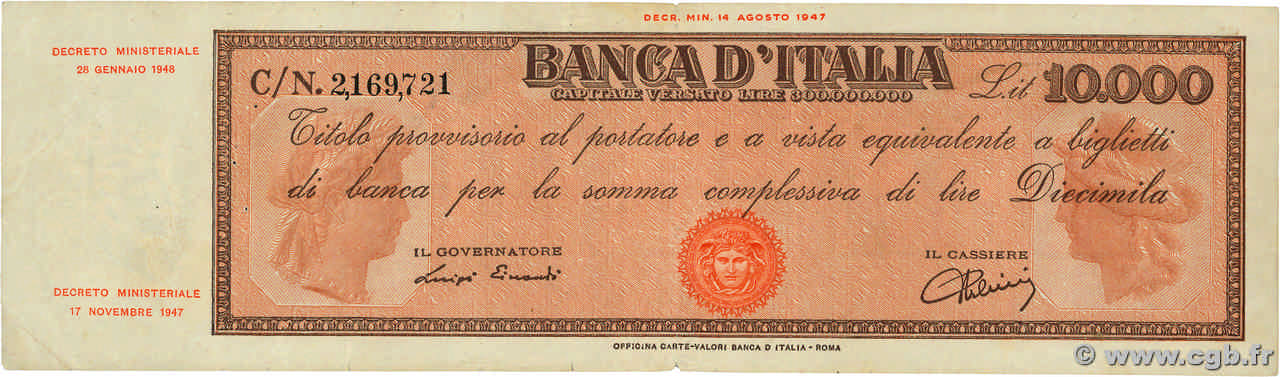 DECR. MIN. 14 AGOSTO 1947
DECRETO MINISTERIALE
28 GENNAIO 1948
BANCA D'ITALIA
CAPITALE VERSATO LIRE 300.000.000
C/N. 2,169,721
L.it 10.000
Titolo provvisorio al portatore e a vista equivalente a biglietti
di banca per la somma complessiva di lire Diecimila
IL GOVERNATORE
Luigi Einaudi
IL CASSIERE
DECRETO MINISTERIALE
17 NOVEMBRE 1947
OFFICINA CARTE-VALORI BANCA D ITALIA - ROMA
© www.cgb.fr